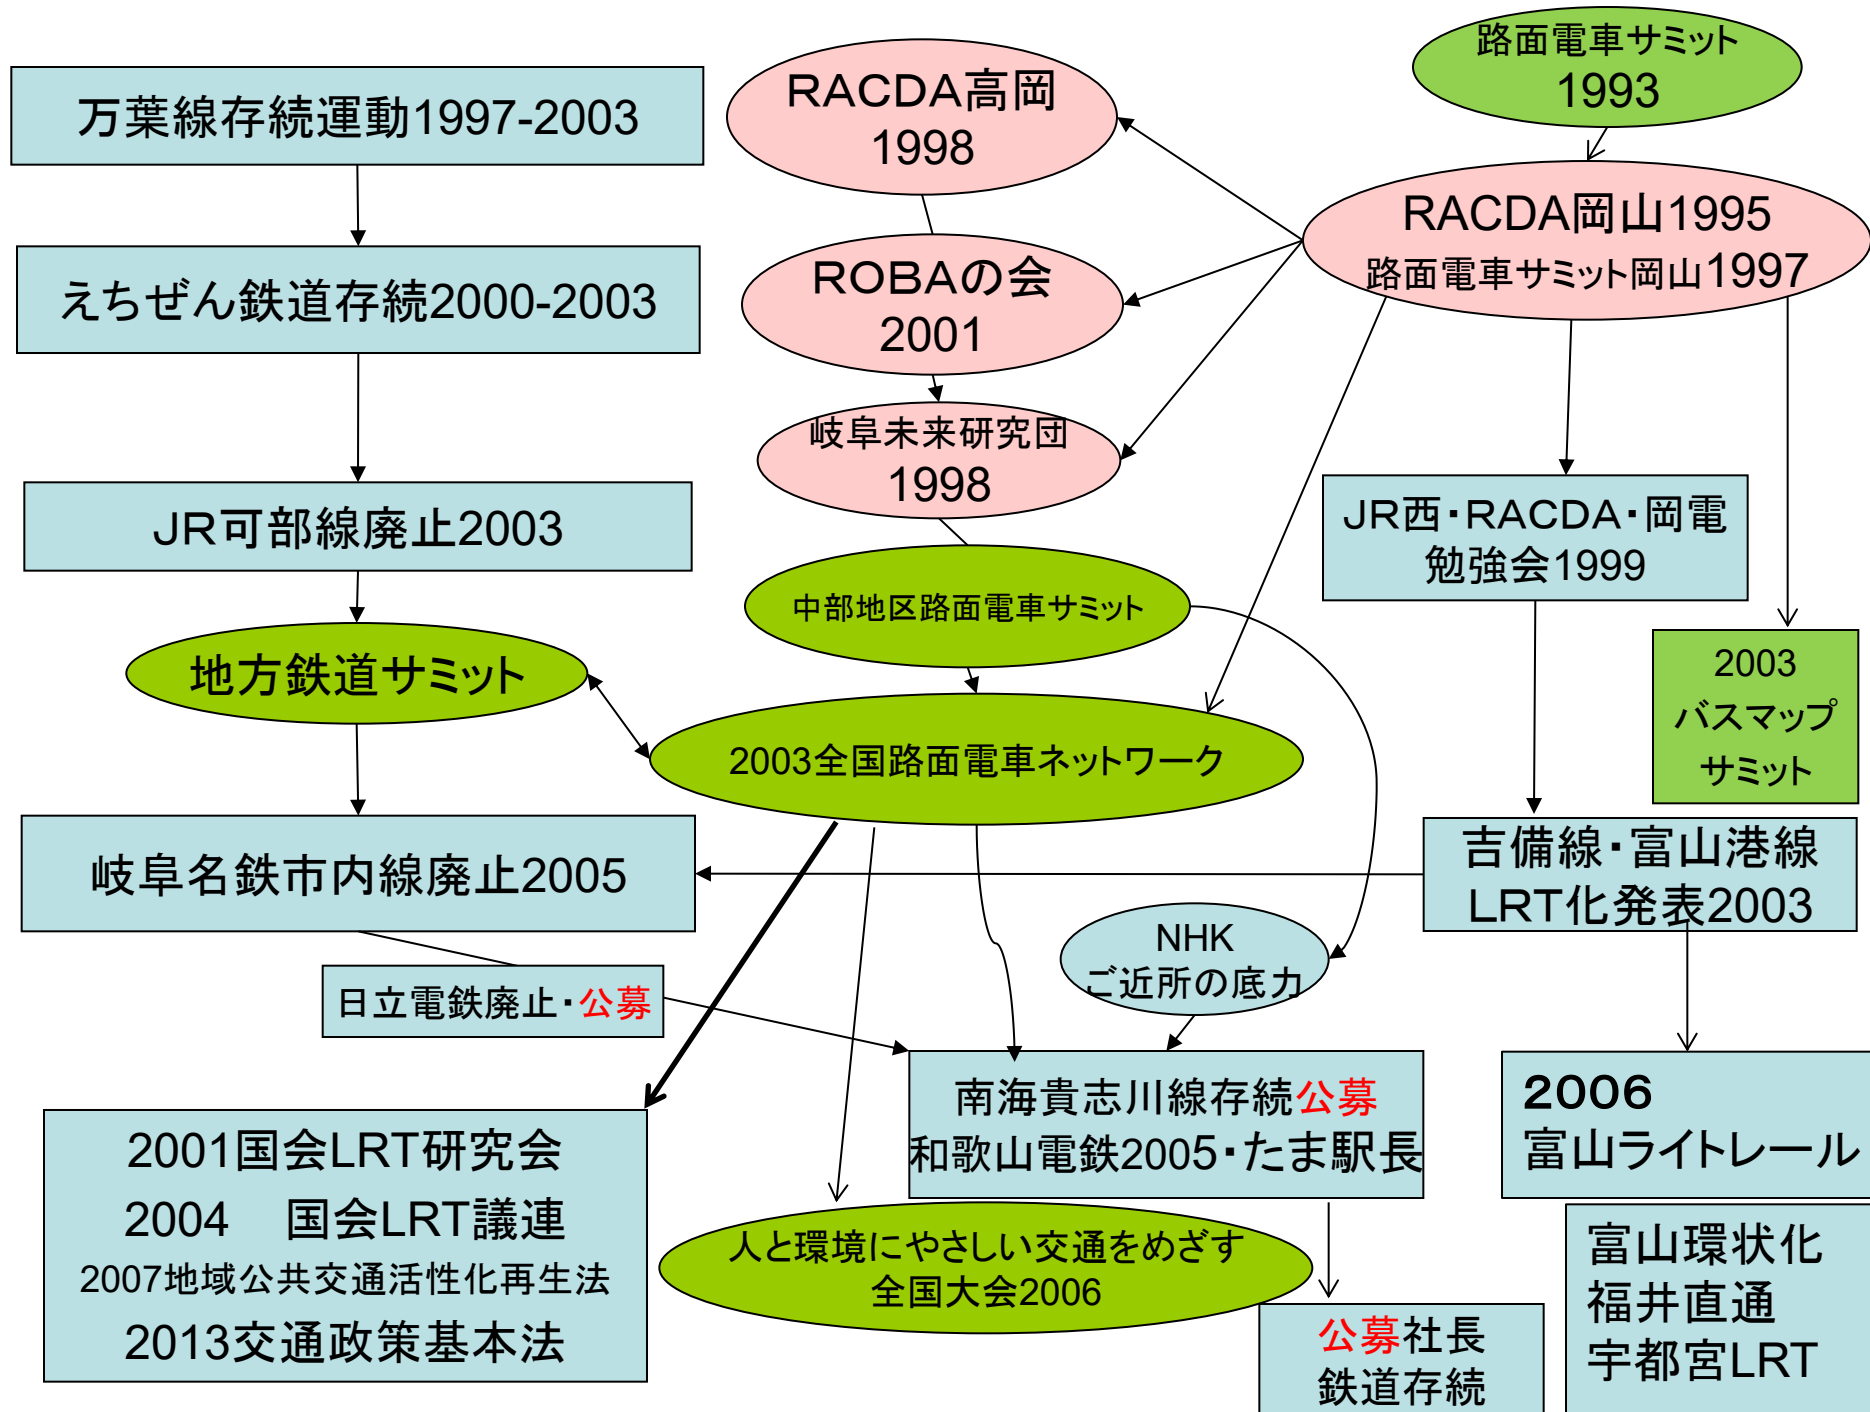 路面電車サミット
1993
RACDA高岡
1998
万葉線存続運動1997-2003
RACDA岡山1995
路面電車サミット岡山1997
えちぜん鉄道存続2000-2003
ROBAの会
2001
岐阜未来研究団
1998
JR可部線廃止2003
JR西・RACDA・岡電
勉強会1999
中部地区路面電車サミット
地方鉄道サミット
2003
バスマップ
サミット
2003全国路面電車ネットワーク
岐阜名鉄市内線廃止2005
吉備線・富山港線
LRT化発表2003
NHK
ご近所の底力
日立電鉄廃止・公募
南海貴志川線存続公募
和歌山電鉄2005・たま駅長
2006
富山ライトレール
2001国会LRT研究会
2004　国会LRT議連
2007地域公共交通活性化再生法
2013交通政策基本法
人と環境にやさしい交通をめざす
全国大会2006
富山環状化
福井直通
宇都宮LRT
公募社長
鉄道存続